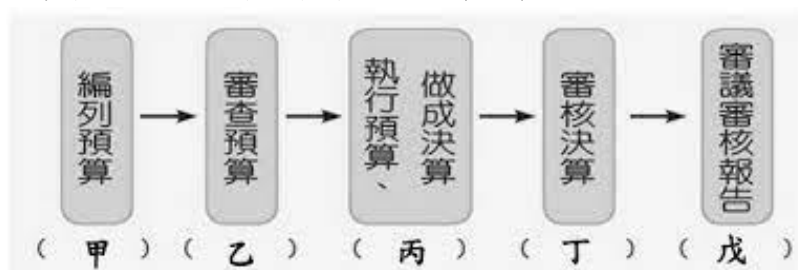 編列預算
審查預算
做成決算
執行預算、
審核決算
審議審核報告
（甲）（乙）（丙）（丁）（戊）